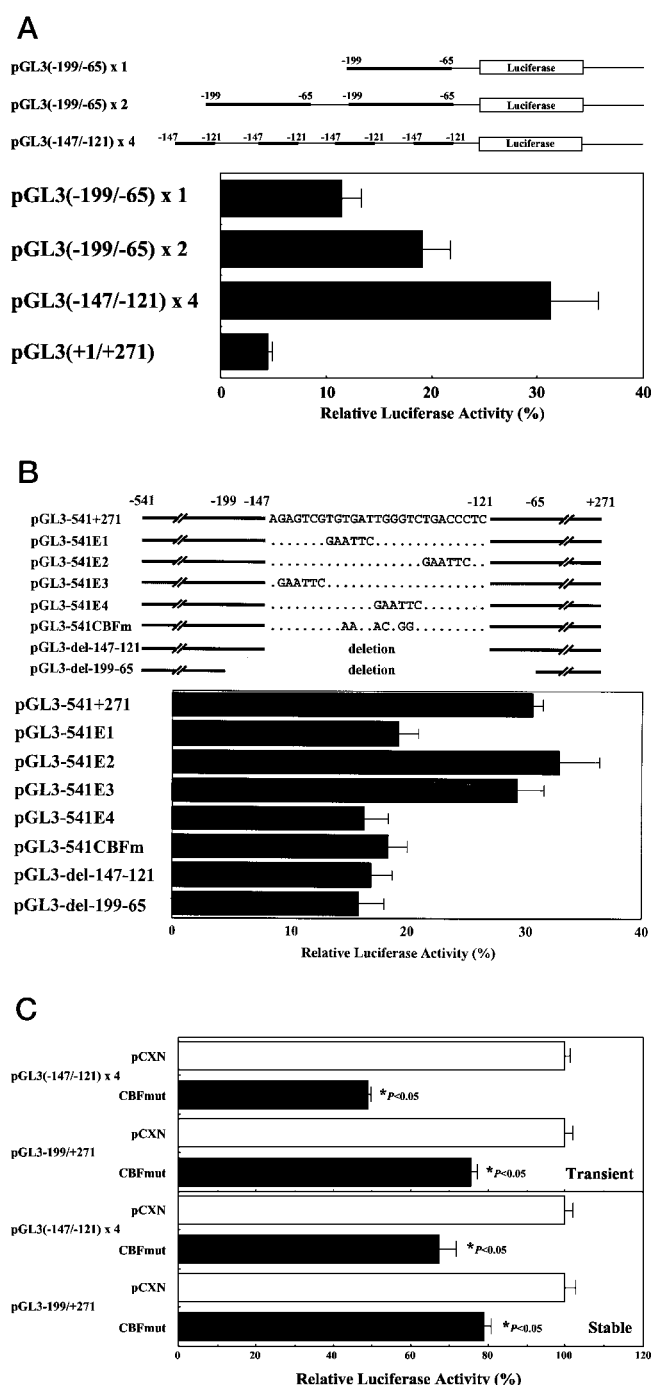 A
-199 -65
pGL3(-199/-65) x 1 Luciferase
-199 -65 -199 -65
pGL3(-199/-65) x 2 Luciferase
-147 -121 -147 -121 -147 -121 -147 -121
pGL3(-147/-121) x 4 Luciferase
pGL3(-199/-65) x 1
pGL3(-199/-65) x 2
pGL3(-147/-121) x 4
pGL3(+1/+271)
0 10 20 30 40
Relative Luciferase Activity (%)
B
-541 -199 -147 -121 -65 +271
pGL3-541+271 AGAGTCGTGTGATTGGGTCTGACCCTC
pGL3-541E1 .......GAATTC..............
pGL3-541E2 ...................GAATTC..
pGL3-541E3 .GAATTC....................
pGL3-541E4 .............GAATTC........
pGL3-541CBFm .........AA..AC.GG.........
pGL3-del-147-121 deletion
pGL3-del-199-65 deletion
pGL3-541+271
pGL3-541E1
pGL3-541E2
pGL3-541E3
pGL3-541E4
pGL3-541CBFm
pGL3-del-147-121
pGL3-del-199-65
0 10 20 30 40
Relative Luciferase Activity (%)
C
pCXN
pGL3(-147/-121) x 4
CBFmut *P<0.05
pCXN
pGL3-199/+271
CBFmut *P<0.05 Transient
pCXN
pGL3(-147/-121) x 4
CBFmut *P<0.05
pCXN
pGL3-199/+271
CBFmut *P<0.05 Stable
0 20 40 60 80 100 120
Relative Luciferase Activity (%)